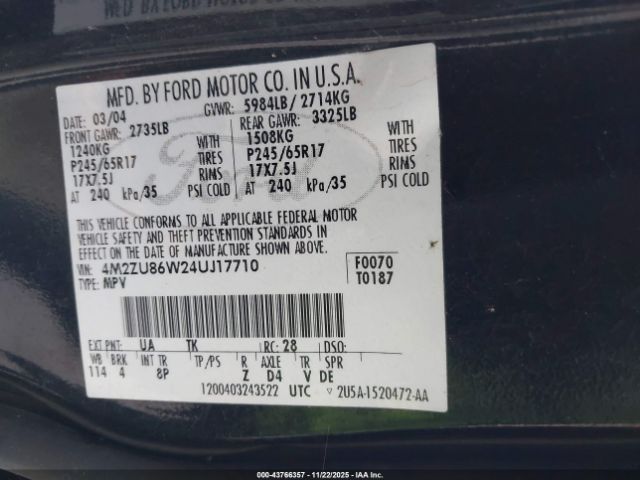 MFD. BY FORD MOTOR CO. IN U.S.A.
DATE: 03/04 GVWR: 5984LB/ 2714KG
FRONT GAWR: 2735LB REAR GAWR: 3325LB
1240KG WITH 1508KG WITH
P245/65R17 TIRES P245/65R17 TIRES
17X7.5J RIMS 17X7.5J RIMS
AT 240 kPa/35 PSI COLD AT 240 kPa/35 PSI COLD
THIS VEHICLE CONFORMS TO ALL APPLICABLE FEDERAL MOTOR
VEHICLE SAFETY AND THEFT PREVENTION STANDARDS IN
EFFECT ON THE DATE OF MANUFACTURE SHOWN ABOVE.
VIN: 4M2ZU86W24UJ17710 F0070
TYPE: MPV T0187
EXT PNT: UA TK RC: 28 DSO:
WB BRK INT TR TP/PS R AXLE TR SPR
114 4 8P Z D4 V DE
1200403243522 UTC 2U5A-1520472-AA
Ford
000-43766357 - 11/22/2025 - IAAI.com